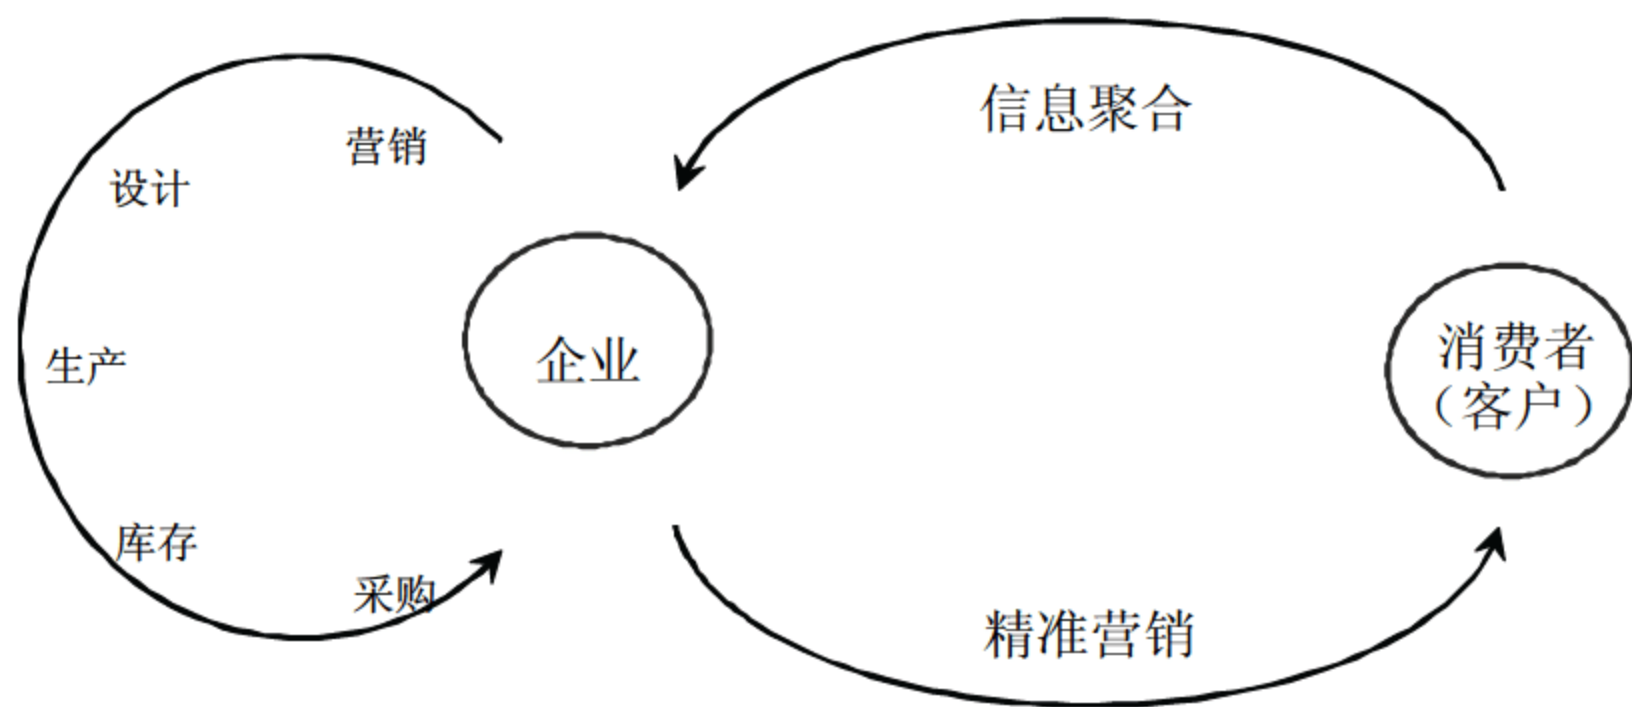 信息聚合
营销
设计
企业
消费者
（客户）
生产
库存
采购
精准营销